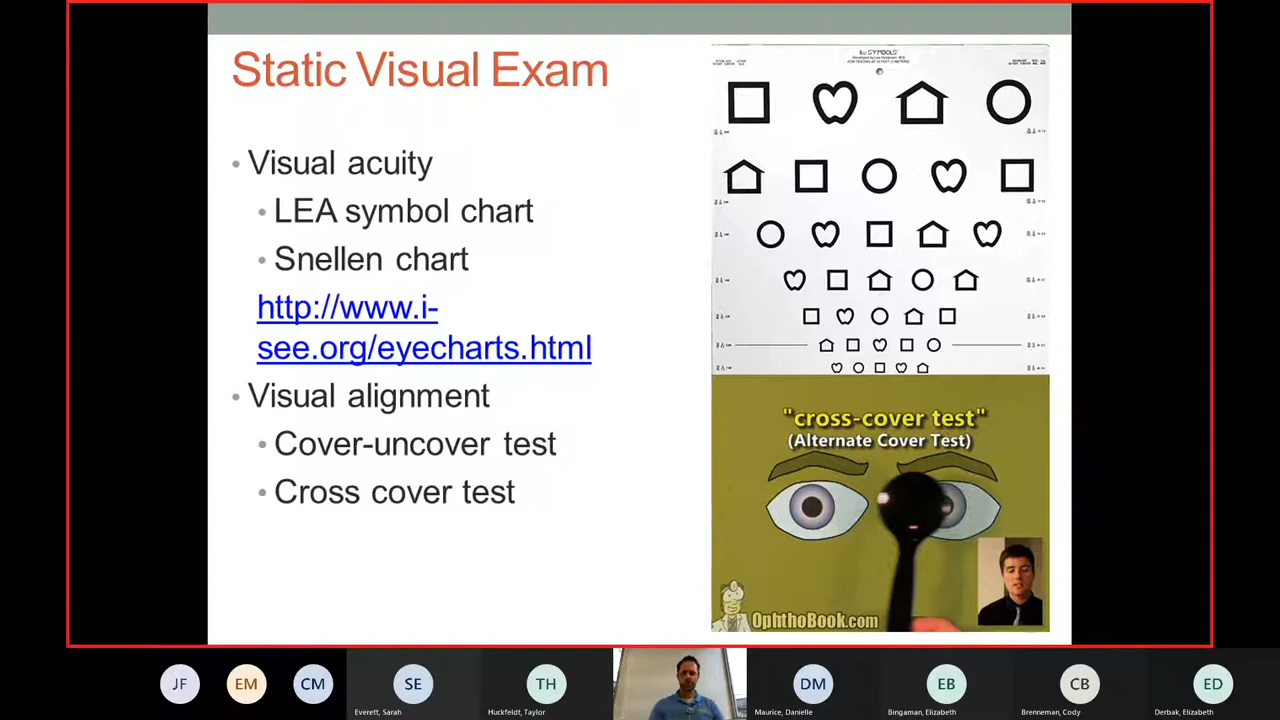 Static Visual Exam
• Visual acuity
• LEA symbol chart
• Snellen chart
http://www.i-
see.org/eyecharts.html
• Visual alignment
• Cover-uncover test
• Cross cover test
"cross-cover test"
(Alternate Cover Test)
OphthoBook.com
JF
EM
CM
SE
Everett, Sarah
TH
Huckfeldt, Taylor
DM
Maurice, Danielle
EB
Bingaman, Elizabeth
CB
Brenneman, Cody
ED
Derbak, Elizabeth